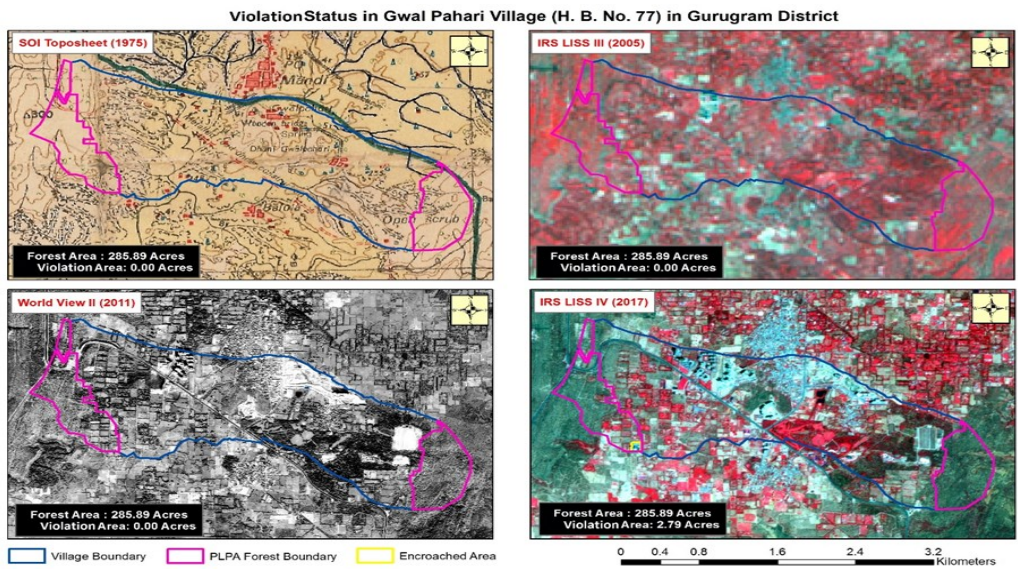 Violation Status in Gwal Pahari Village (H. B. No. 77) in Gurugram District
SOI Toposheet (1975)
Mandi
Open scrub
Forest Area : 285.89 Acres
Violation Area: 0.00 Acres
IRS LISS III (2005)
Forest Area : 285.89 Acres
Violation Area: 0.00 Acres
World View II (2011)
Forest Area : 285.89 Acres
Violation Area: 0.00 Acres
IRS LISS IV (2017)
Forest Area : 285.89 Acres
Violation Area: 2.79 Acres
Village Boundary
PLPA Forest Boundary
Encroached Area
0 0.4 0.8 1.6 2.4 3.2
Kilometers